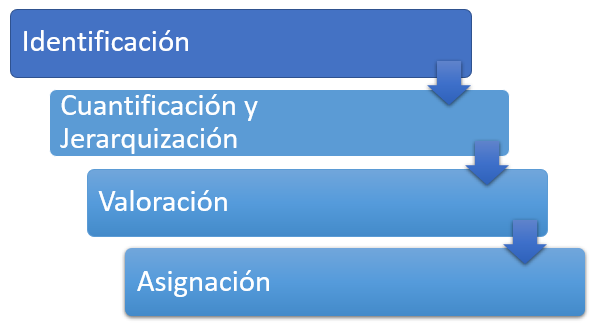 Identificación
Cuantificación y
Jerarquización
Valoración
Asignación